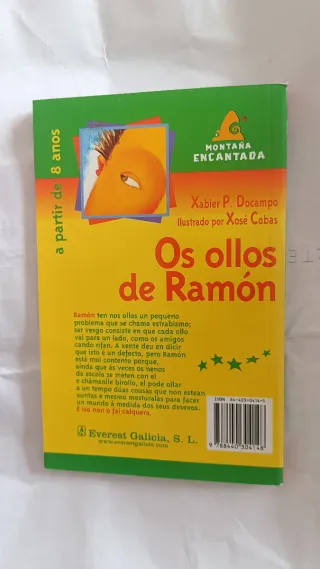 a partir de 8 anos
MONTAÑA
ENCANTADA
Xabier P. Docampo
Ilustrado por Xosé Cobas
Os ollos
de Ramón
Ramón ten nos ollos un pequeno
problema que se chama estrabismo;
ser vesgo consiste en que cada ollo
vai para un lado, como os amigos
cando rifan. A xente deu en dicir
que isto é un defecto, pero Ramón
está moi contento porque,
aínda que ás veces os nenos
da escola se meten con el
e chámanlle birollo, el pode ollar
a un tempo dúas cousas que non estean
xuntas e mesmo mesturalas para facer
un mundo á medida dos seus desexos.
E iso non o fai calquera.
Everest Galicia, S. L.
www.everestgalicia.com
9 788440 304148